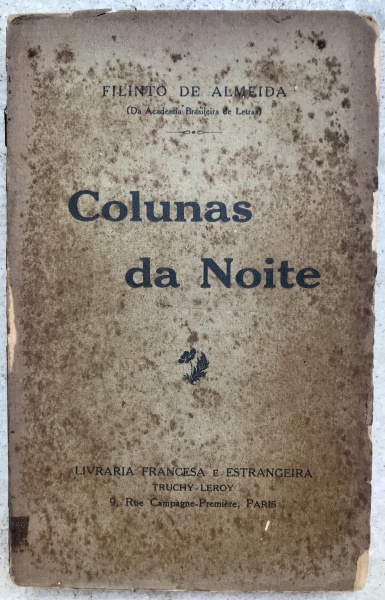 FILINTO DE ALMEIDA
(Da Academia Brasileira de Letras)
Colunas
da Noite
LIVRARIA FRANCESA E ESTRANGEIRA
TRUCHY-LEROY
9, Rue Campagne-Première, PARIS